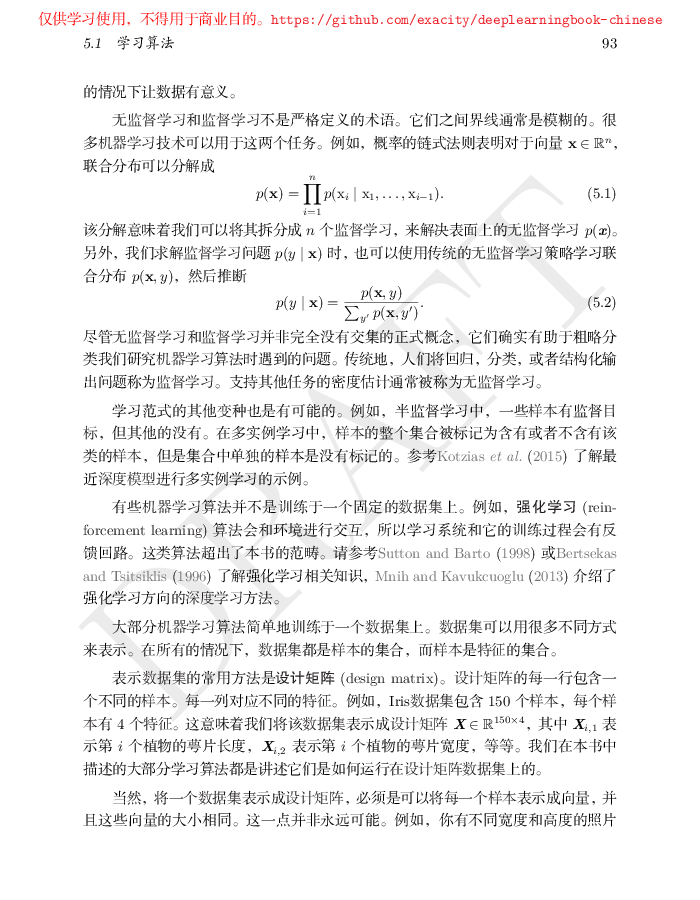 仅供学习使用，不得用于商业目的。https://github.com/exacity/deeplearningbook-chinese
5.1 学习算法 93
的情况下让数据有意义。
无监督学习和监督学习不是严格定义的术语。它们之间界线通常是模糊的。很
多机器学习技术可以用于这两个任务。例如，概率的链式法则表明对于向量 x ∈ ℝⁿ，
联合分布可以分解成
p(x) = ∏_{i=1}^{n} p(x_i | x_1, . . . , x_{i−1}). (5.1)
该分解意味着我们可以将其拆分成 n 个监督学习，来解决表面上的无监督学习 p(x)。
另外，我们求解监督学习问题 p(y | x) 时，也可以使用传统的无监督学习策略学习联
合分布 p(x, y)，然后推断
p(y | x) = p(x, y) / ∑_{y′} p(x, y′). (5.2)
尽管无监督学习和监督学习并非完全没有交集的正式概念，它们确实有助于粗略分
类我们研究机器学习算法时遇到的问题。传统地，人们将回归，分类，或者结构化输
出问题称为监督学习。支持其他任务的密度估计通常被称为无监督学习。
学习范式的其他变种也是有可能的。例如，半监督学习中，一些样本有监督目
标，但其他的没有。在多实例学习中，样本的整个集合被标记为含有或者不含有该
类的样本，但是集合中单独的样本是没有标记的。参考Kotzias et al. (2015) 了解最
近深度模型进行多实例学习的示例。
有些机器学习算法并不是训练于一个固定的数据集上。例如，强化学习 (rein-
forcement learning) 算法会和环境进行交互，所以学习系统和它的训练过程会有反
馈回路。这类算法超出了本书的范畴。请参考Sutton and Barto (1998) 或Bertsekas
and Tsitsiklis (1996) 了解强化学习相关知识，Mnih and Kavukcuoglu (2013) 介绍了
强化学习方向的深度学习方法。
大部分机器学习算法简单地训练于一个数据集上。数据集可以用很多不同方式
来表示。在所有的情况下，数据集都是样本的集合，而样本是特征的集合。
表示数据集的常用方法是设计矩阵 (design matrix)。设计矩阵的每一行包含一
个不同的样本。每一列对应不同的特征。例如，Iris数据集包含 150 个样本，每个样
本有 4 个特征。这意味着我们将该数据集表示成设计矩阵 X ∈ ℝ^{150×4}，其中 X_{i,1} 表
示第 i 个植物的萼片长度，X_{i,2} 表示第 i 个植物的萼片宽度，等等。我们在本书中
描述的大部分学习算法都是讲述它们是如何运行在设计矩阵数据集上的。
当然，将一个数据集表示成设计矩阵，必须是可以将每一个样本表示成向量，并
且这些向量的大小相同。这一点并非永远可能。例如，你有不同宽度和高度的照片
DRAFT